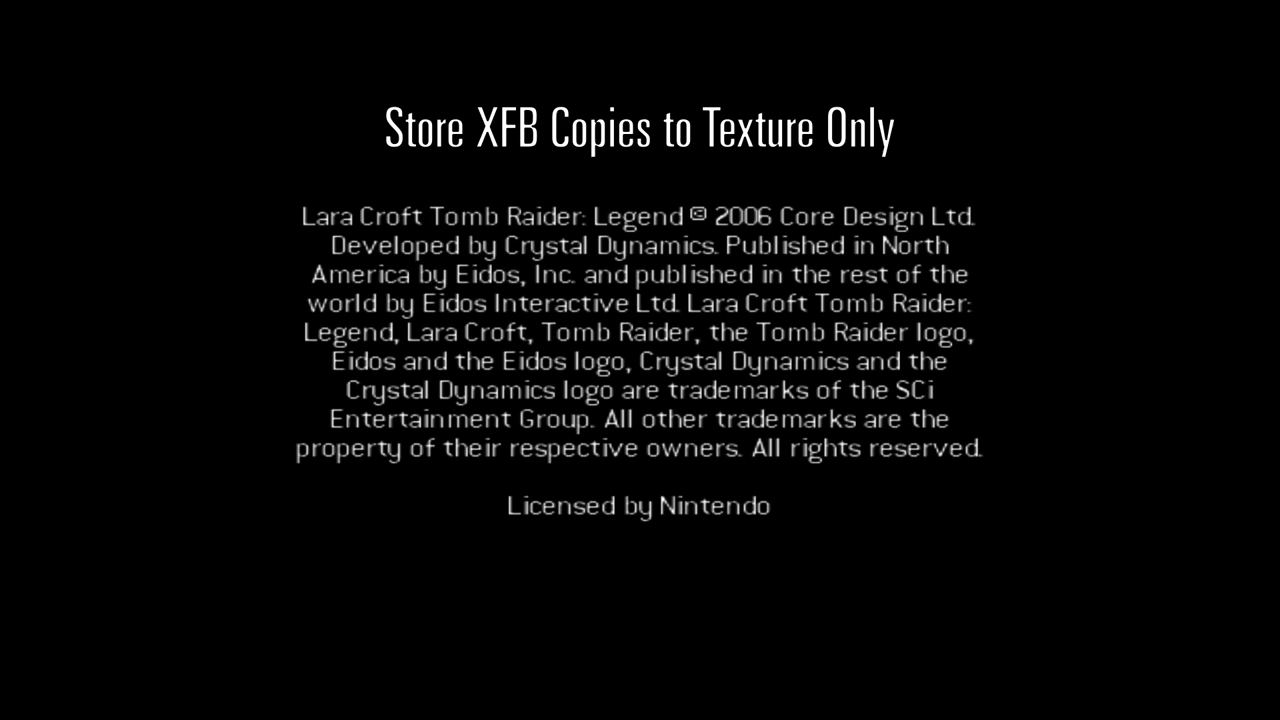 Store XFB Copies to Texture Only
Lara Croft Tomb Raider: Legend © 2006 Core Design Ltd.
Developed by Crystal Dynamics. Published in North
America by Eidos, Inc. and published in the rest of the
world by Eidos Interactive Ltd. Lara Croft Tomb Raider:
Legend, Lara Croft, Tomb Raider, the Tomb Raider logo,
Eidos and the Eidos logo, Crystal Dynamics and the
Crystal Dynamics logo are trademarks of the SCi
Entertainment Group. All other trademarks are the
property of their respective owners. All rights reserved.
Licensed by Nintendo